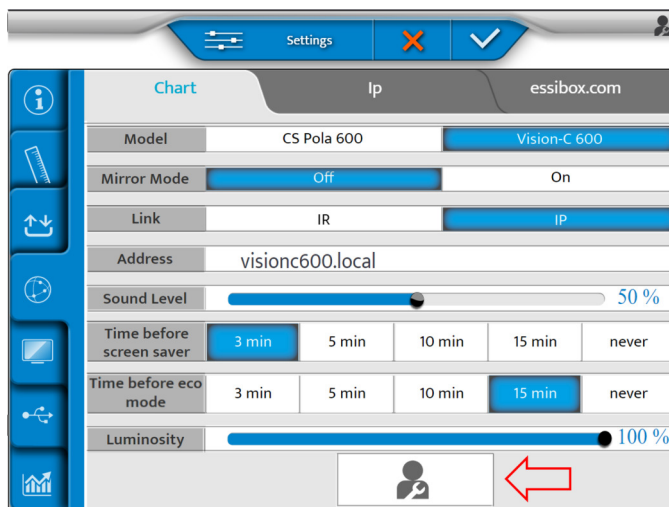 Settings
Chart Ip essibox.com
Model CS Pola 600 Vision-C 600
Mirror Mode Off On
Link IR IP
Address visionc600.local
Sound Level 50 %
Time before
screen saver 3 min 5 min 10 min 15 min never
Time before eco
mode 3 min 5 min 10 min 15 min never
Luminosity 100 %